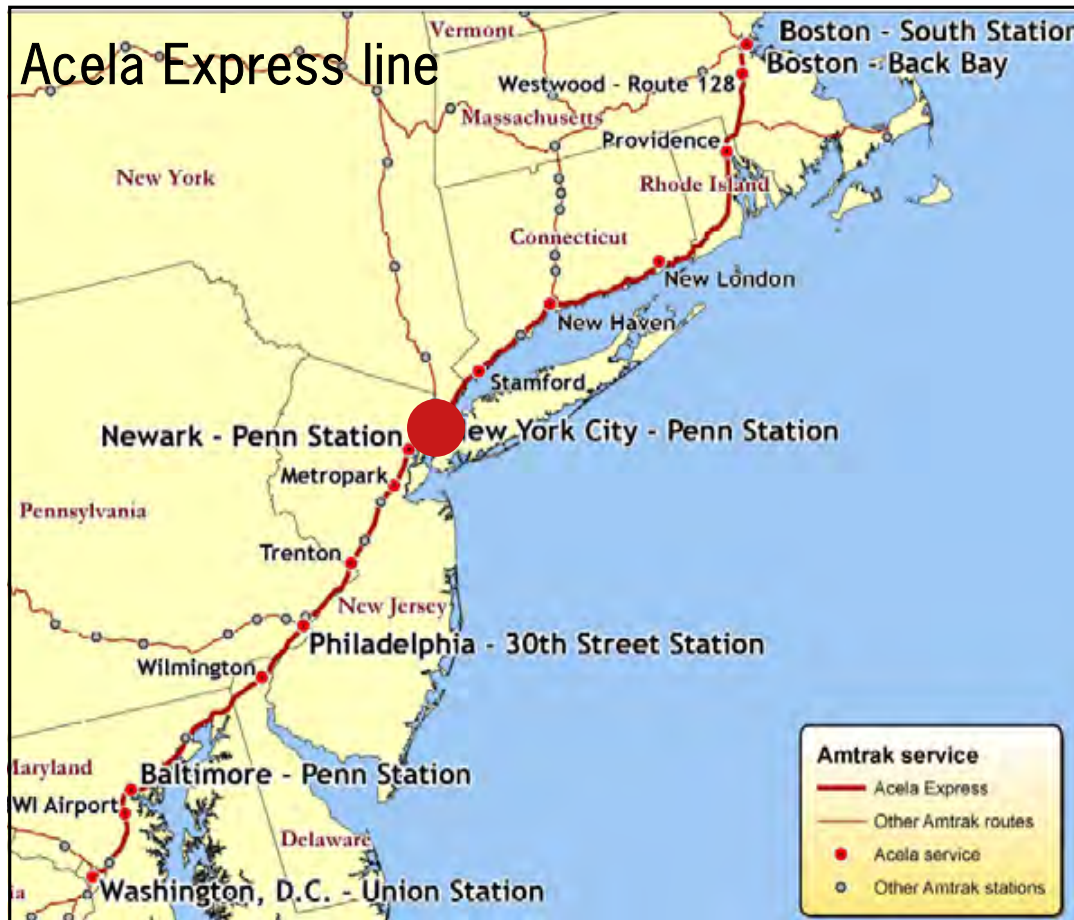 Acela Express line
Vermont
Boston - South Station
Boston - Back Bay
Westwood - Route 128
Massachusetts
Providence
New York
Rhode Island
Connecticut
New London
New Haven
Stamford
Newark - Penn Station
ew York City - Penn Station
Metropark
Pennsylvania
Trenton
New Jersey
Philadelphia - 30th Street Station
Wilmington
Maryland
Baltimore - Penn Station
WI Airport
Delaware
ia
Washington, D.C. - Union Station
Amtrak service
Acela Express
Other Amtrak routes
Acela service
Other Amtrak stations